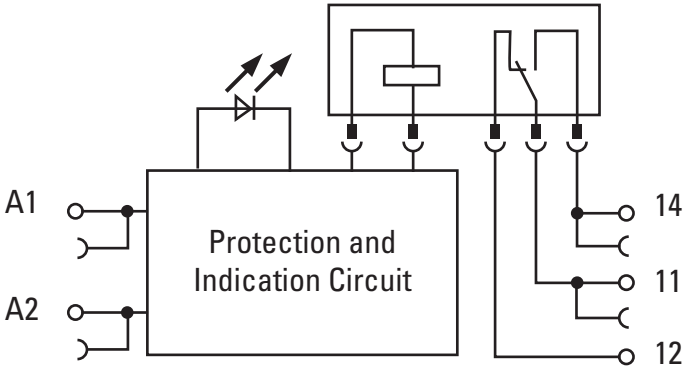 A1
A2
Protection and
Indication Circuit
14
11
12